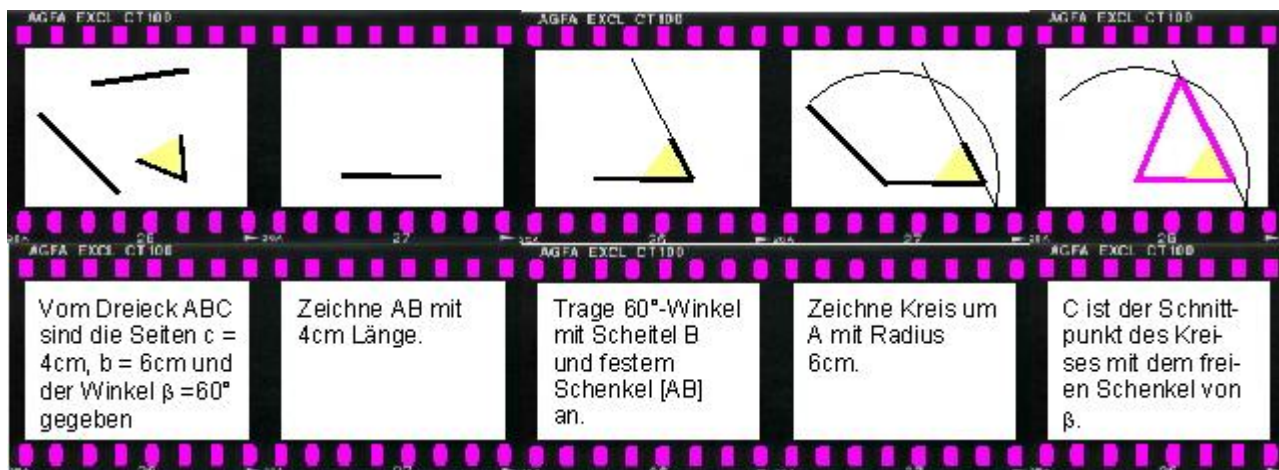 AGFA EXCL CT100
AGFA EXCL CT100
AGFA EXCL CT100
27
27
AGFA EXCL CT100
AGFA EXCL CT100
AGFA EXCL CT100
Vom Dreieck ABC
sind die Seiten c =
4cm, b = 6cm und
der Winkel β =60°
gegeben
Zeichne AB mit
4cm Länge.
Trage 60°-Winkel
mit Scheitel B
und festem
Schenkel [AB]
an.
Zeichne Kreis um
A mit Radius
6cm.
C ist der Schnitt-
punkt des Krei-
ses mit dem frei-
en Schenkel von
β.